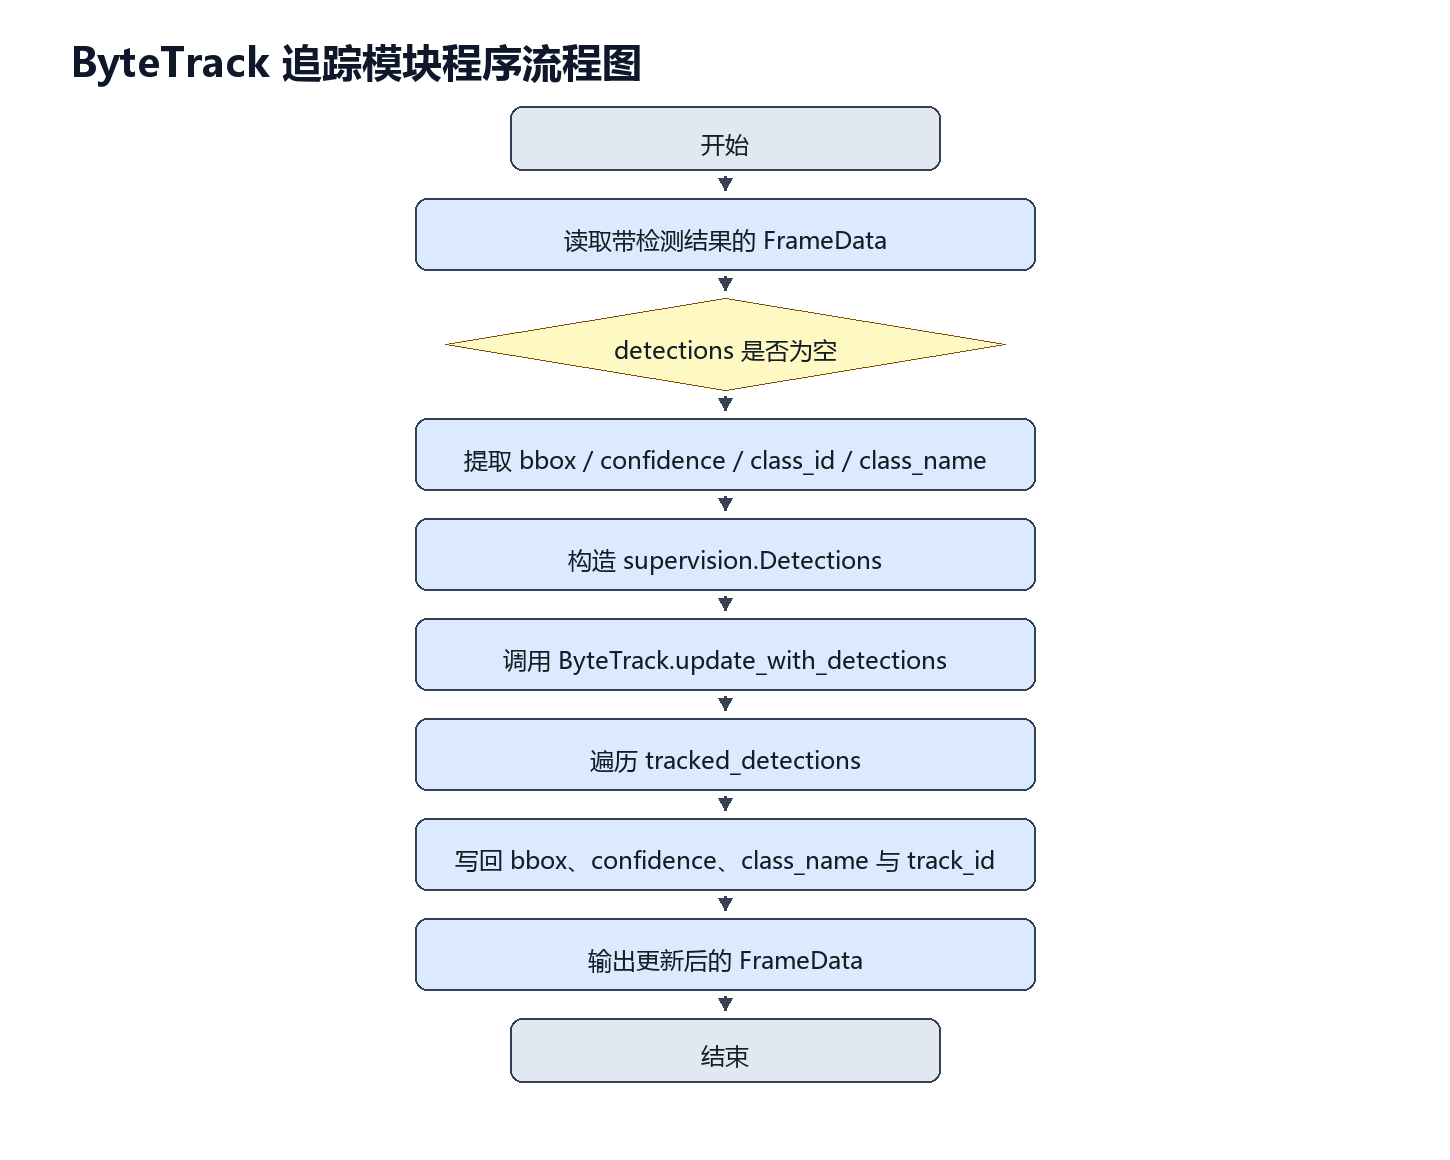 ByteTrack 追踪模块程序流程图
开始
读取带检测结果的 FrameData
detections 是否为空
提取 bbox / confidence / class_id / class_name
构造 supervision.Detections
调用 ByteTrack.update_with_detections
遍历 tracked_detections
写回 bbox、confidence、class_name 与 track_id
输出更新后的 FrameData
结束